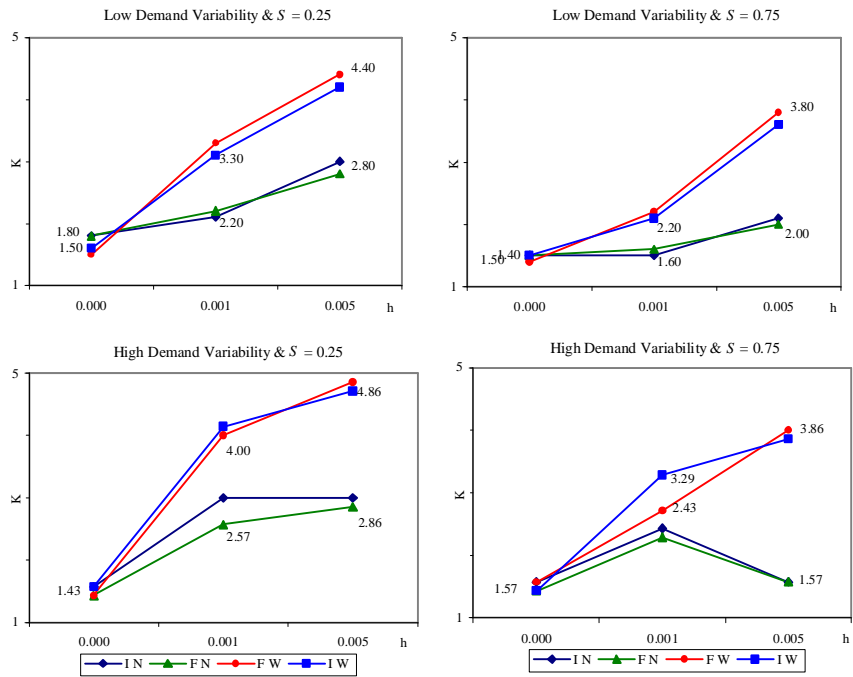 Low Demand Variability & S = 0.25
5
K
1
4.40
3.30
2.80
2.20
1.80
1.50
0.000 0.001 0.005 h
Low Demand Variability & S = 0.75
5
K
1
3.80
2.20
2.00
1.60
1.50
1.40
0.000 0.001 0.005 h
High Demand Variability & S = 0.25
5
K
1
4.86
4.00
2.86
2.57
1.43
0.000 0.001 0.005 h
I N F N F W I W
High Demand Variability & S = 0.75
5
K
1
3.86
3.29
2.43
1.57
1.57
0.000 0.001 0.005 h
I N F N F W I W